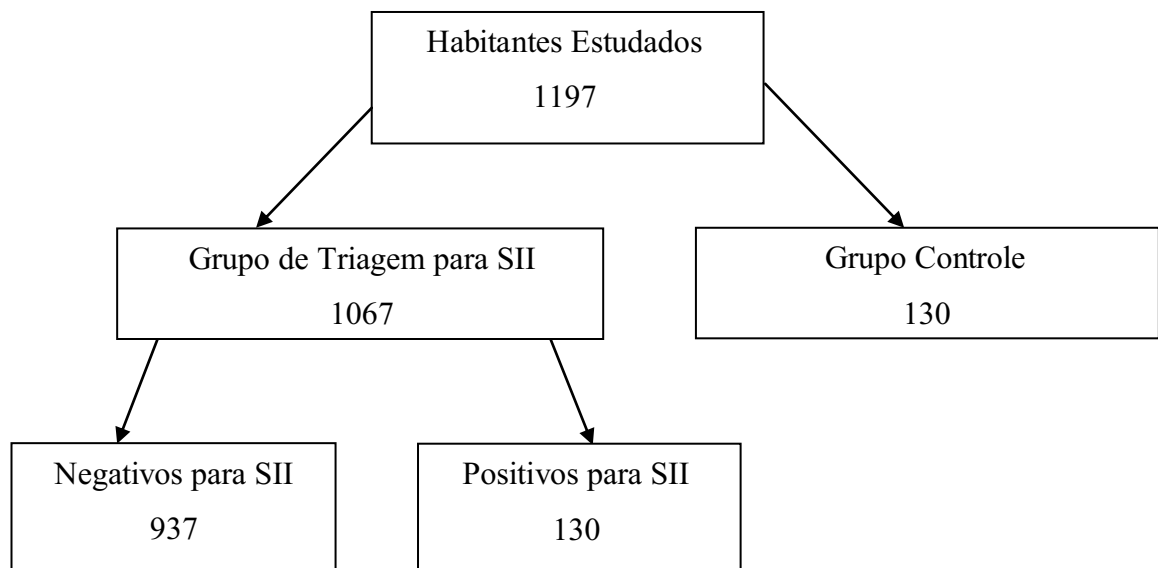 Habitantes Estudados
1197
Grupo de Triagem para SII
1067
Grupo Controle
130
Negativos para SII
937
Positivos para SII
130